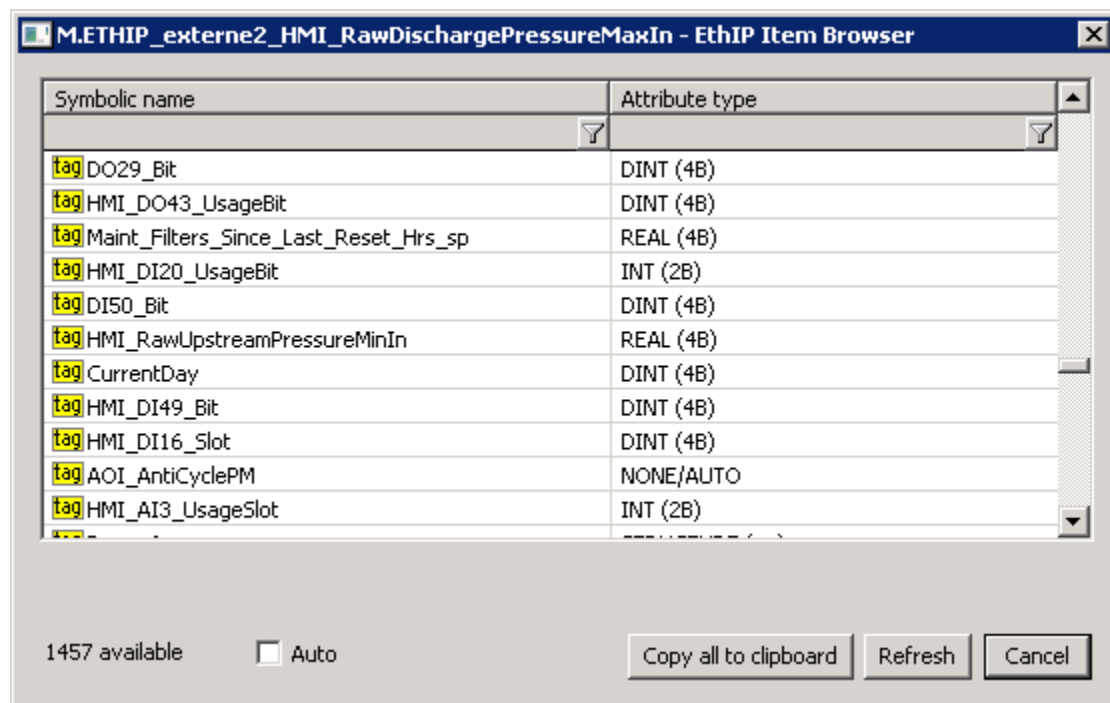 M.ETHIP_externe2_HMI_RawDischargePressureMaxIn - EthIP Item Browser
Symbolic name Attribute type
tag DO29_Bit DINT (4B)
tag HMI_DO43_UsageBit DINT (4B)
tag Maint_Filters_Since_Last_Reset_Hrs_sp REAL (4B)
tag HMI_DI20_UsageBit INT (2B)
tag DI50_Bit DINT (4B)
tag HMI_RawUpstreamPressureMinIn REAL (4B)
tag CurrentDay DINT (4B)
tag HMI_DI49_Bit DINT (4B)
tag HMI_DI16_Slot DINT (4B)
tag AOI_AntiCyclePM NONE/AUTO
tag HMI_AI3_UsageSlot INT (2B)
1457 available Auto Copy all to clipboard Refresh Cancel